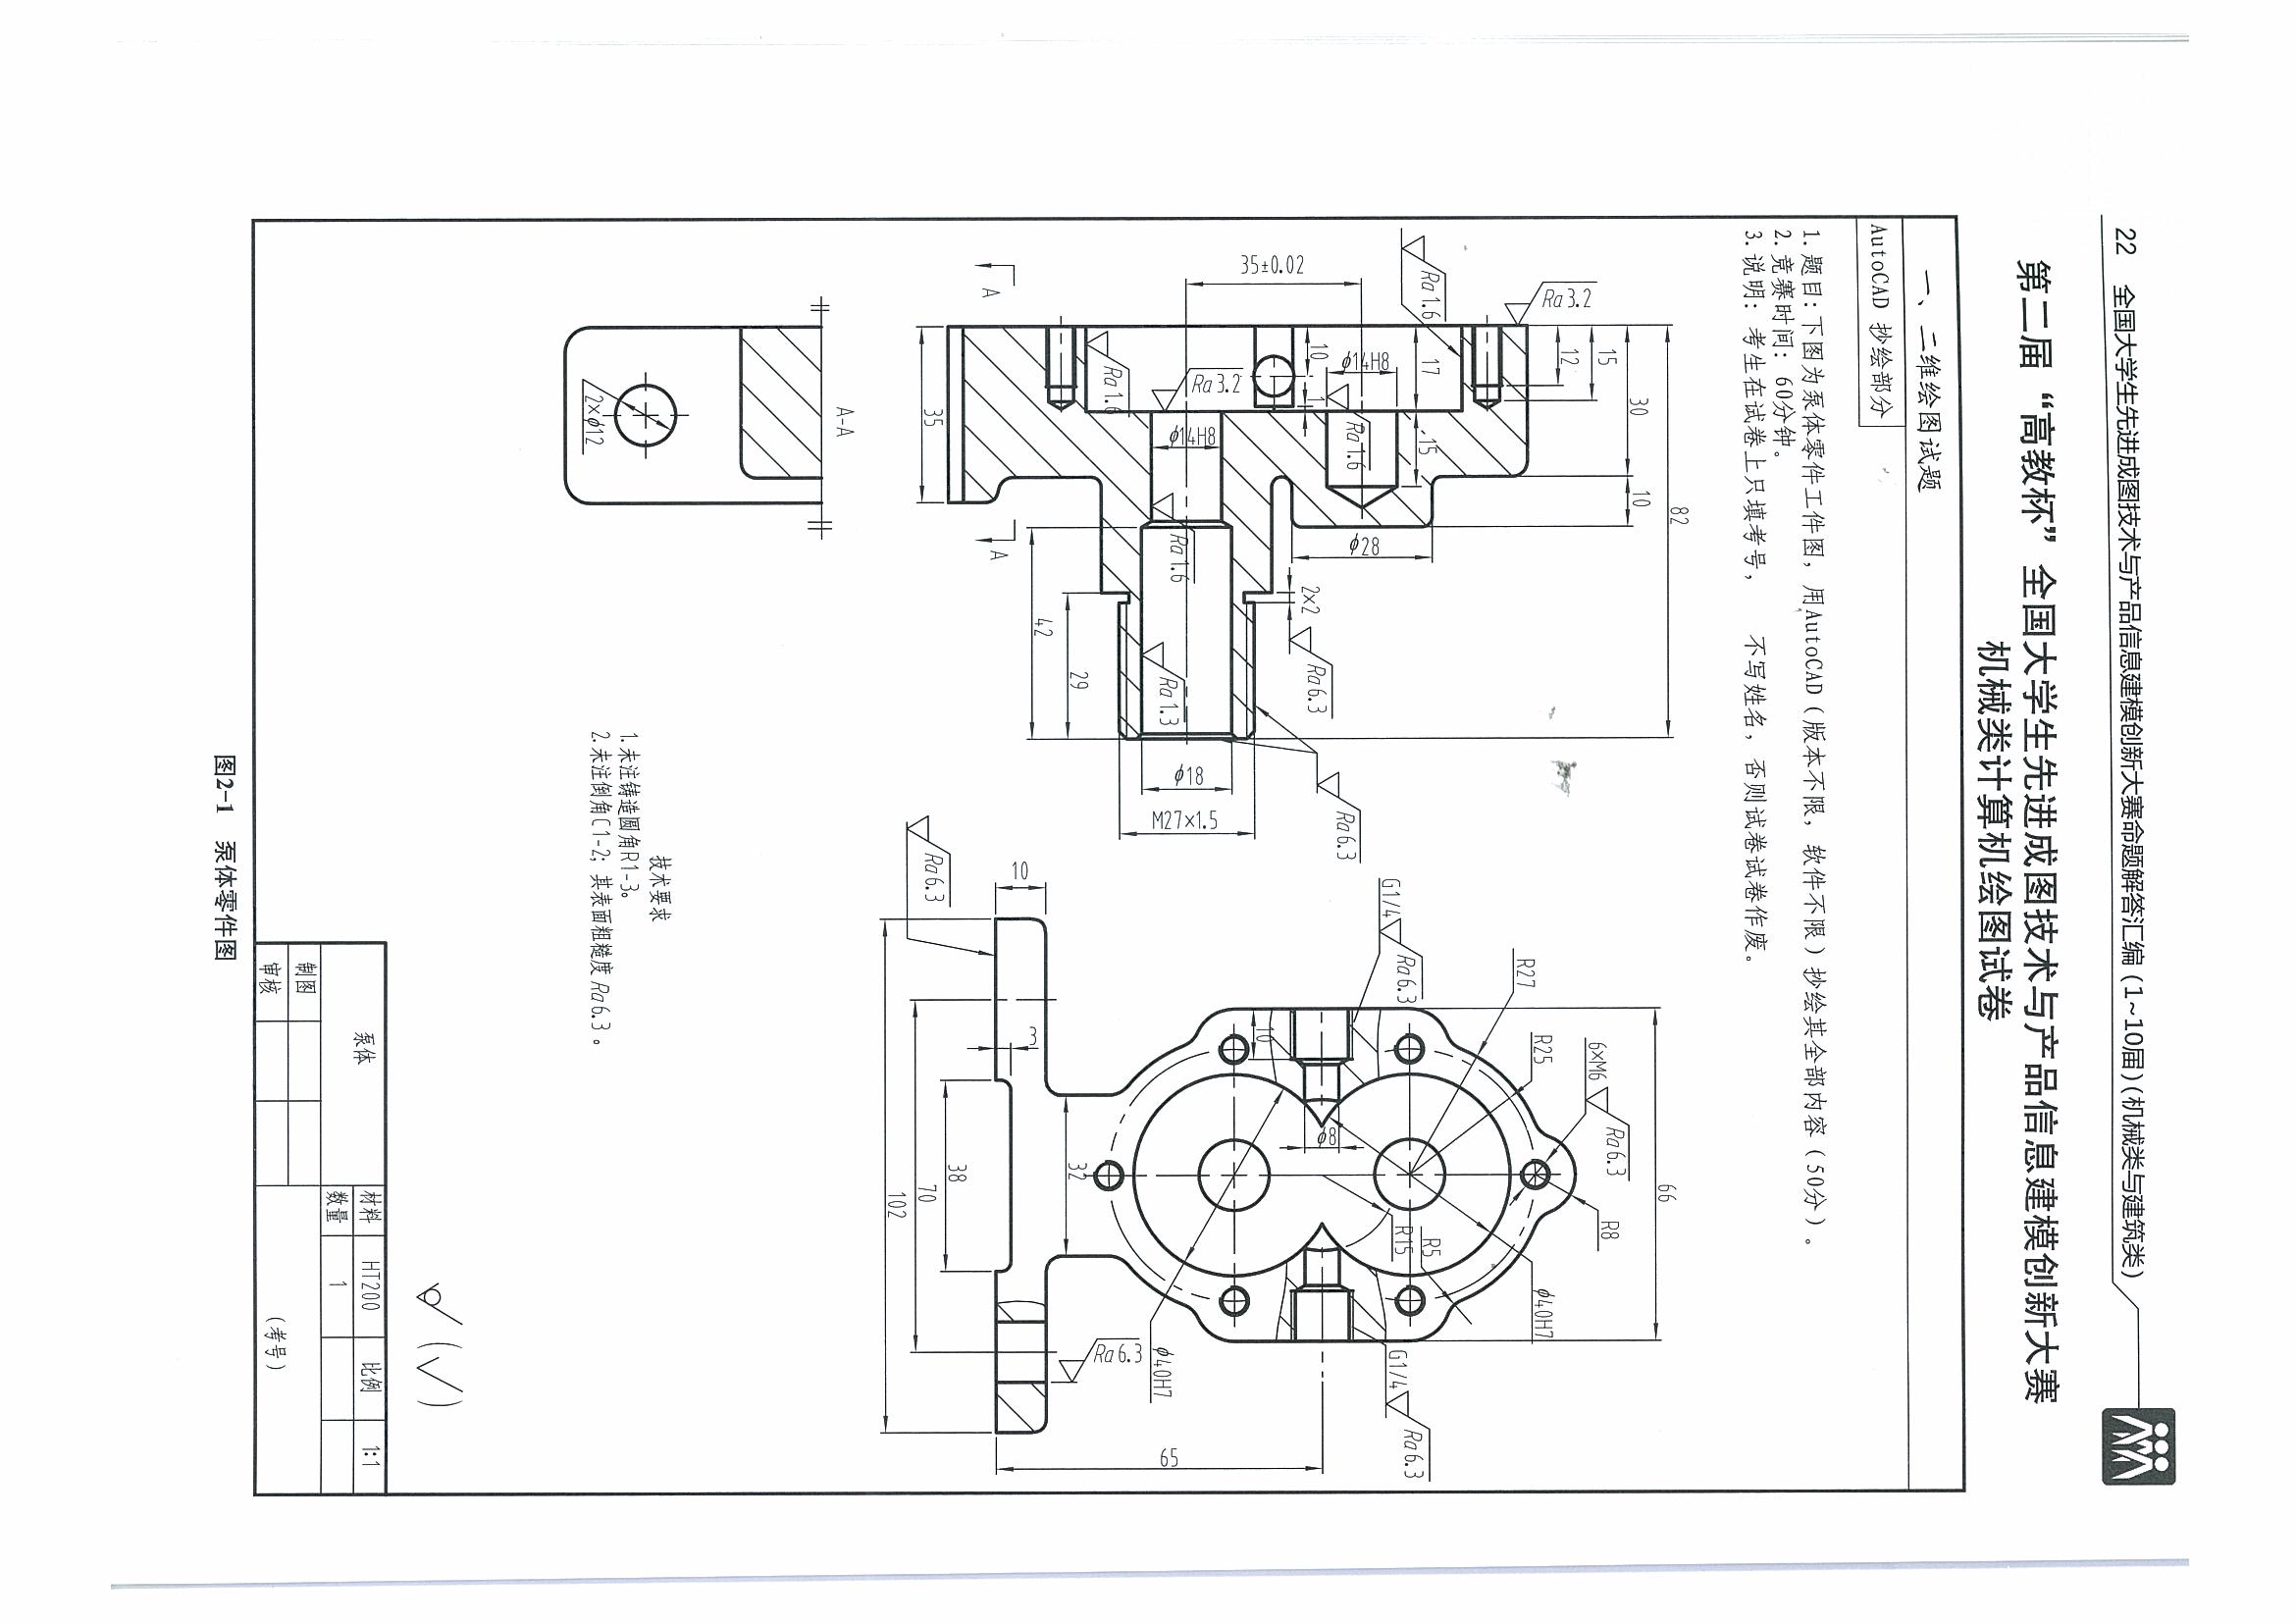 22 全国大学生先进成图技术与产品信息建模创新大赛命题解答汇编(1~10届)(机械类与建筑类)
第二届“高教杯”全国大学生先进成图技术与产品信息建模创新大赛
机械类计算机绘图试卷
一、二维绘图试题
AutoCAD 抄绘部分
1. 题目：下图为泵体零件工件图，用AutoCAD（版本不限，软件不限）抄绘其全部内容（50分）。
2. 竞赛时间：60分钟。
3. 说明：考生在试卷上只填考号，不写姓名，否则试卷试卷作废。
82
30
10
15
12
Ra 3.2
Ra 1.6
17
15
φ14H8
Ra 1.6
10
1
φ28
35±0.02
Ra 3.2
φ14H8
Ra 1.6
Ra 1.6
2×2
Ra 6.3
Ra 1.3
Ra 6.3
φ18
M27×1.5
29
42
35
A
A
A-A
2×φ12
66
R8
6×M6
Ra 6.3
R25
R27
φ40H7
R5
R15
G1/4
Ra 6.3
G1/4
Ra 6.3
10
φ8
65
φ40H7
Ra 6.3
32
3
10
Ra 6.3
38
70
102
技术要求
1. 未注铸造圆角R1-3。
2. 未注倒角C1-2；其表面粗糙度 Ra 6.3 。
泵体
材料
HT200
比例
1:1
数量
1
制图
审核
(考号)
图2-1 泵体零件图